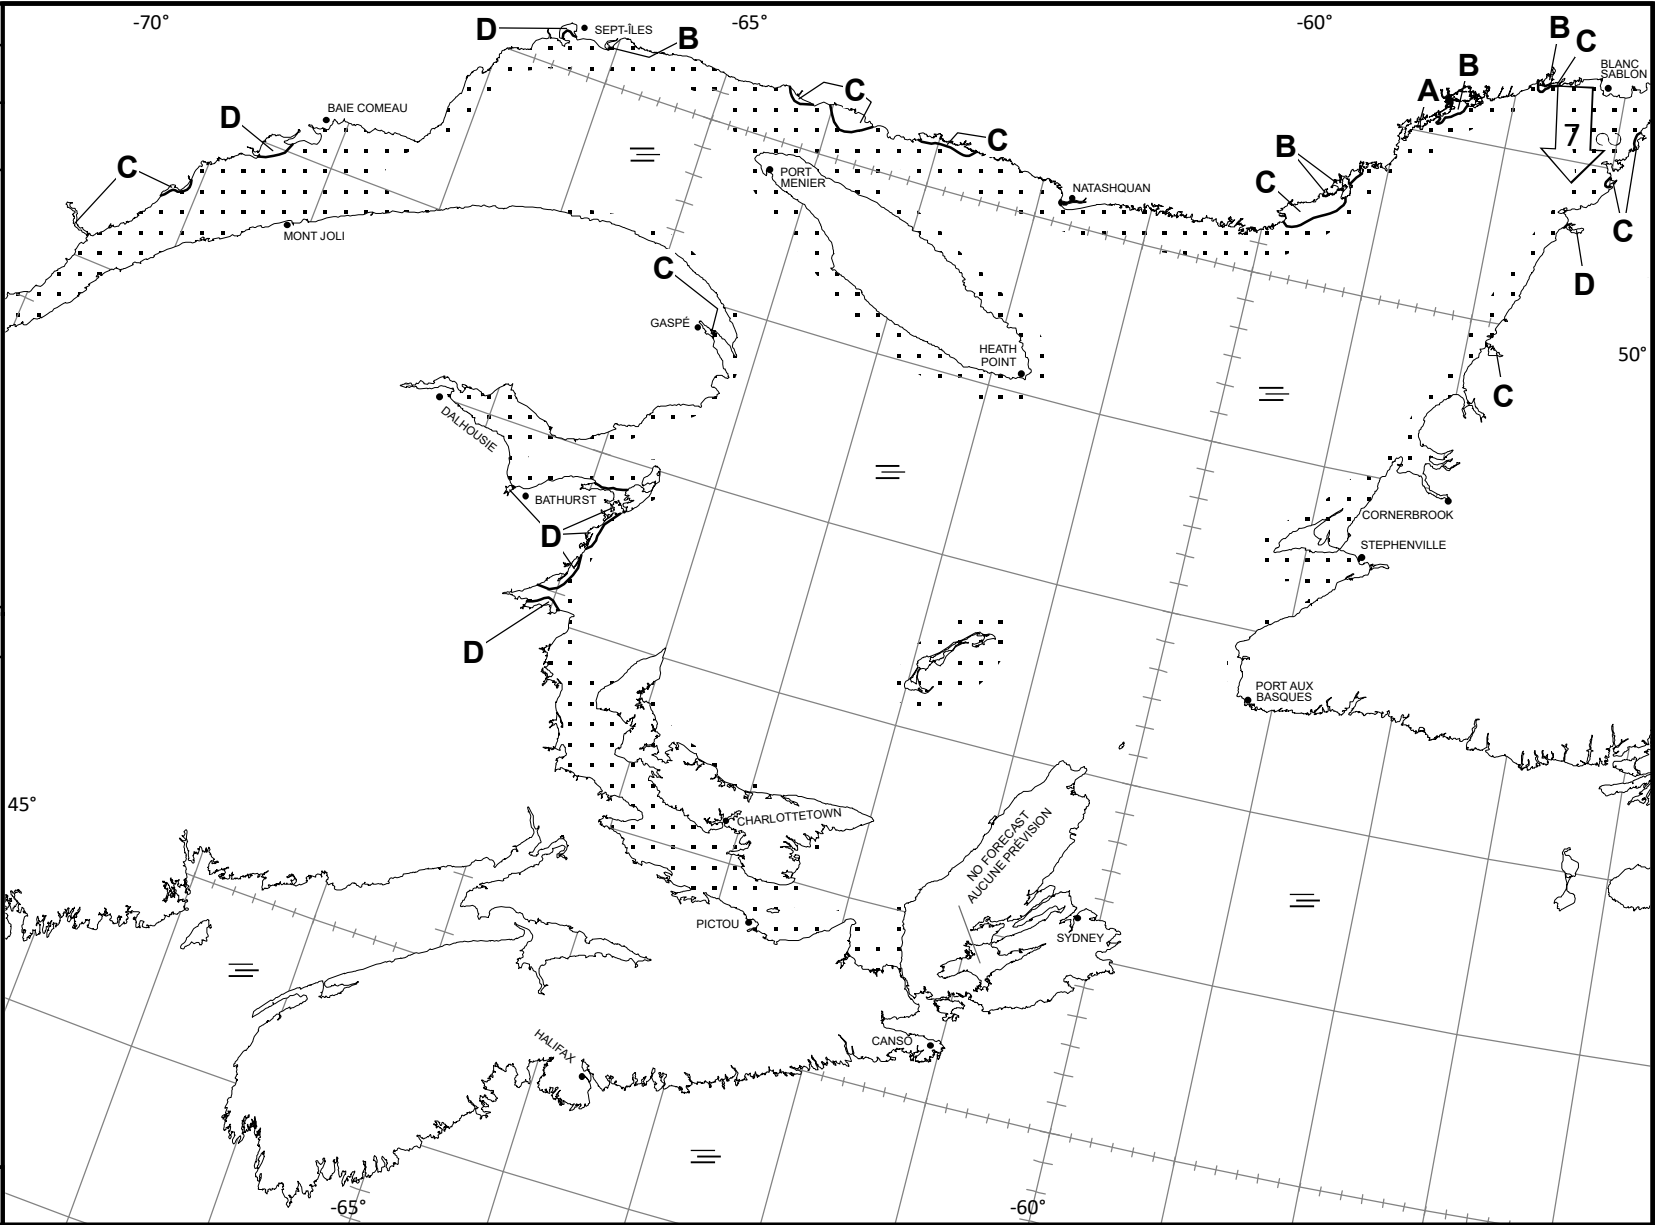 -70°
-65°
-60°
D
SEPT-ÎLES
B
B
C
BLANC
SABLON
B
A
C
BAIE COMEAU
D
7
C
B
C
PORT
MENIER
C
NATASHQUAN
C
MONT JOLI
C
C
D
GASPÉ
HEATH
POINT
50°
C
DALHOUSIE
BATHURST
CORNERBROOK
D
STEPHENVILLE
D
PORT AUX
BASQUES
45°
CHARLOTTETOWN
NO FORECAST
AUCUNE PRÉVISION
PICTOU
SYDNEY
CANSO
HALIFAX
-65°
-60°